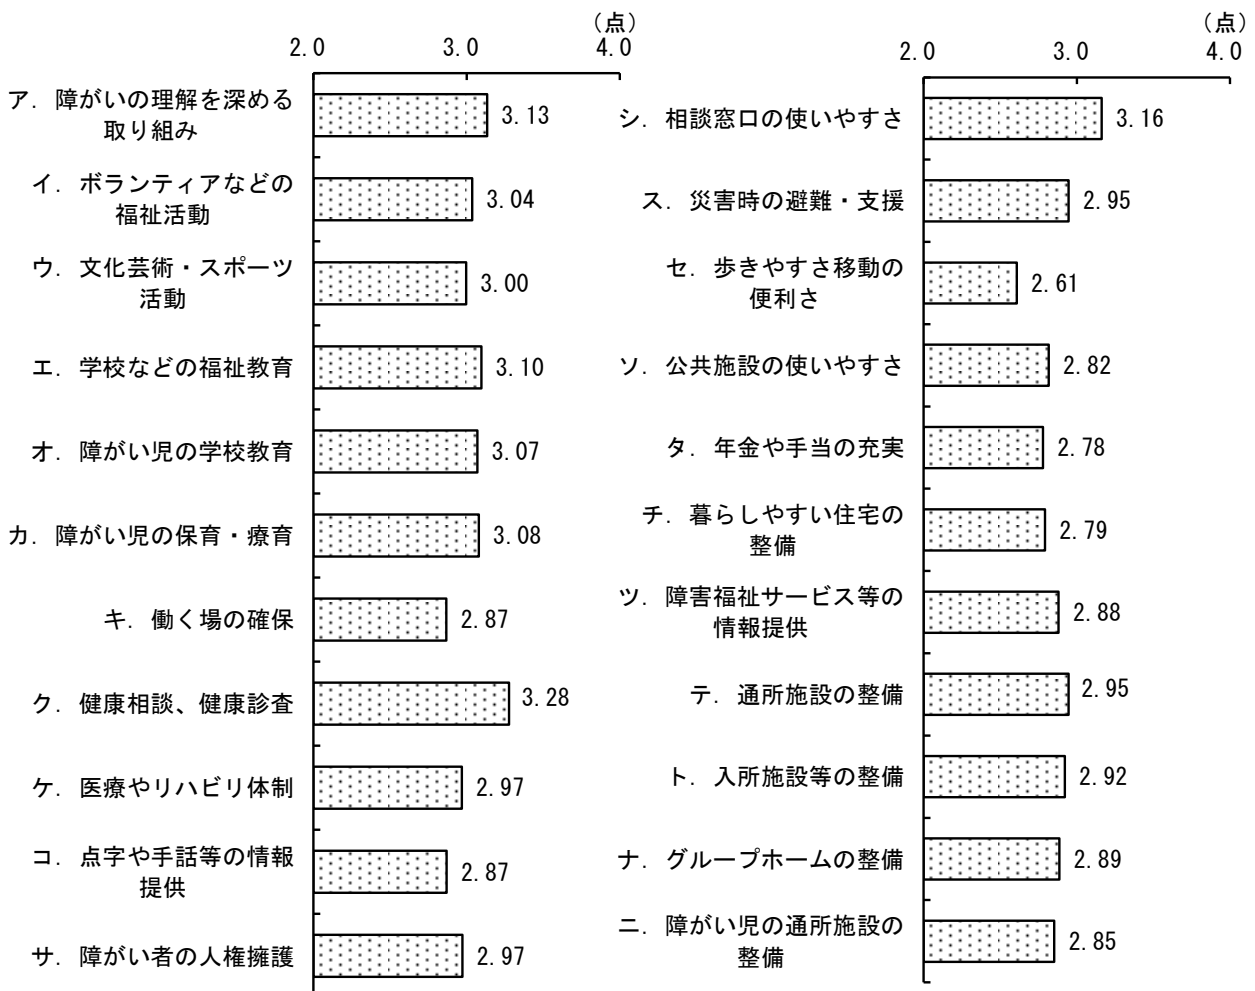 （点）
2.0 3.0 4.0
ア．障がいの理解を深める
取り組み
3.13
イ．ボランティアなどの
福祉活動
3.04
ウ．文化芸術・スポーツ
活動
3.00
エ．学校などの福祉教育
3.10
オ．障がい児の学校教育
3.07
カ．障がい児の保育・療育
3.08
キ．働く場の確保
2.87
ク．健康相談、健康診査
3.28
ケ．医療やリハビリ体制
2.97
コ．点字や手話等の情報
提供
2.87
サ．障がい者の人権擁護
2.97
（点）
2.0 3.0 4.0
シ．相談窓口の使いやすさ
3.16
ス．災害時の避難・支援
2.95
セ．歩きやすさ移動の
便利さ
2.61
ソ．公共施設の使いやすさ
2.82
タ．年金や手当の充実
2.78
チ．暮らしやすい住宅の
整備
2.79
ツ．障害福祉サービス等の
情報提供
2.88
テ．通所施設の整備
2.95
ト．入所施設等の整備
2.92
ナ．グループホームの整備
2.89
ニ．障がい児の通所施設の
整備
2.85